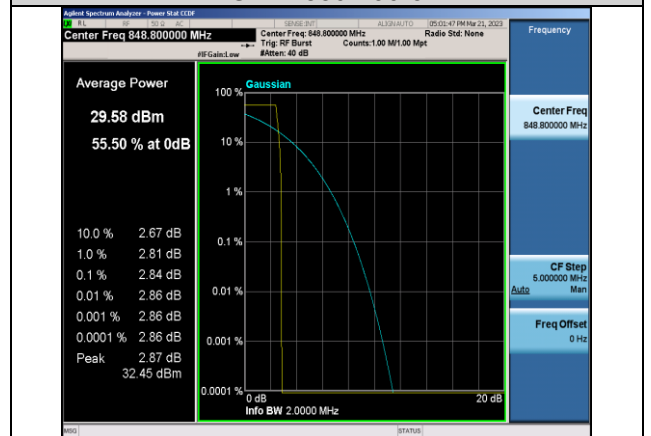 Agilent Spectrum Analyzer - Power Stat CCDF
RL RF 50 Ω AC SENSE:INT ALIGNAUTO 05:01:47 PM Mar 21, 2023
Center Freq 848.800000 MHz
Center Freq: 848.800000 MHz Radio Std: None
Trig: RF Burst Counts:1.00 M/1.00 Mpt
#IFGain:Low #Atten: 40 dB
Frequency
Average Power
29.58 dBm
55.50 % at 0dB
10.0 % 2.67 dB
1.0 % 2.81 dB
0.1 % 2.84 dB
0.01 % 2.86 dB
0.001 % 2.86 dB
0.0001 % 2.86 dB
Peak 2.87 dB
32.45 dBm
Gaussian
100 %
10 %
1 %
0.1 %
0.01 %
0.001 %
0.0001 %
0 dB 20 dB
Info BW 2.0000 MHz
Center Freq
848.800000 MHz
CF Step
5.000000 MHz
Auto Man
Freq Offset
0 Hz
MSG STATUS